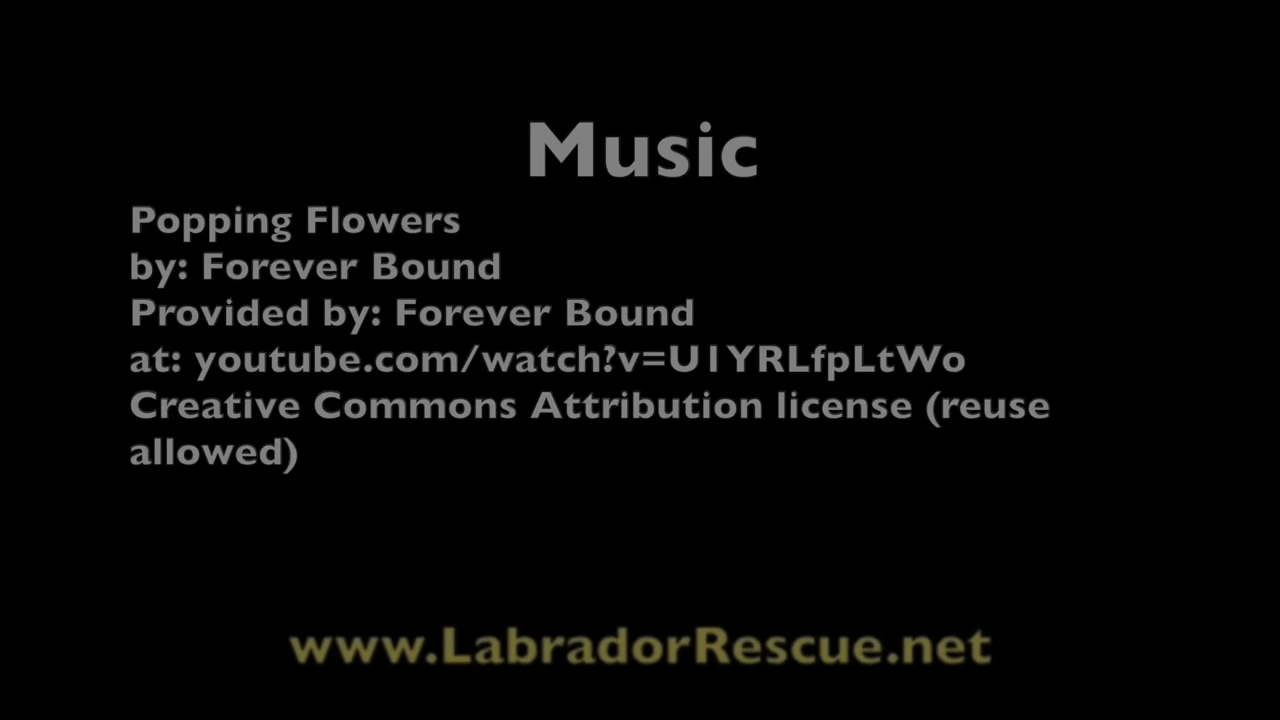 Music
Popping Flowers
by: Forever Bound
Provided by: Forever Bound
at: youtube.com/watch?v=U1YRLfpLtWo
Creative Commons Attribution license (reuse
allowed)
www.LabradorRescue.net